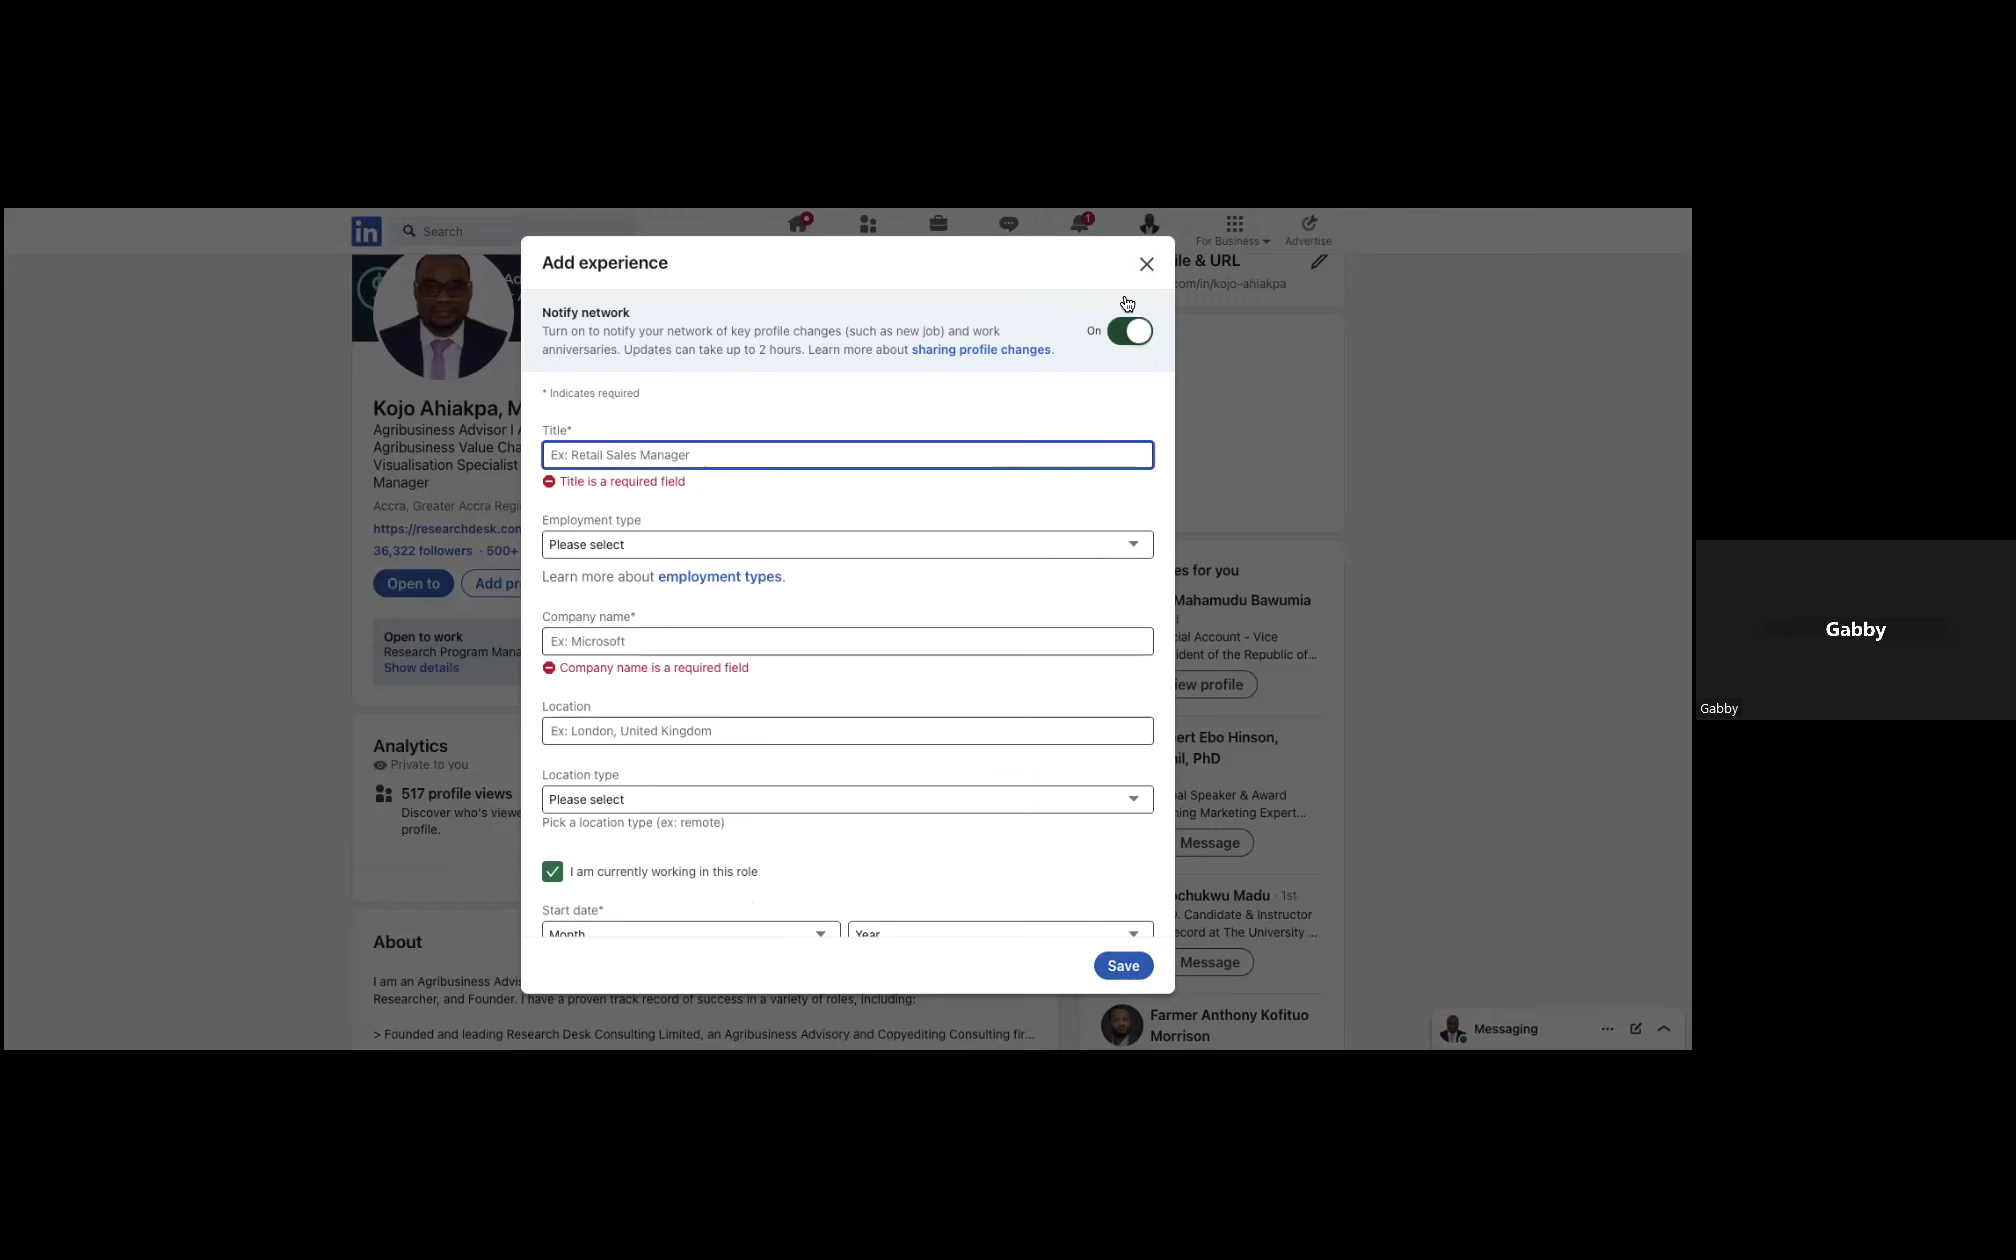 in
Search
For Business
Advertise
Add experience
Notify network
Turn on to notify your network of key profile changes (such as new job) and work
anniversaries. Updates can take up to 2 hours. Learn more about sharing profile changes.
On
* Indicates required
Title*
Ex: Retail Sales Manager
Title is a required field
Employment type
Please select
Learn more about employment types.
Company name*
Ex: Microsoft
Company name is a required field
Location
Ex: London, United Kingdom
Location type
Please select
Pick a location type (ex: remote)
I am currently working in this role
Start date*
Month
Year
Save
Kojo Ahiakpa, M
Agribusiness Advisor I A
Agribusiness Value Cha
Visualisation Specialist
Manager
Accra, Greater Accra Regi
https://researchdesk.con
36,322 followers · 500+
Open to
Add pr
Open to work
Research Program Mana
Show details
Analytics
Private to you
517 profile views
Discover who's viewe
profile.
About
I am an Agribusiness Advis
Researcher, and Founder. I have a proven track record of success in a variety of roles, including:
> Founded and leading Research Desk Consulting Limited, an Agribusiness Advisory and Copyediting Consulting fir...
ile & URL
com/in/kojo-ahiakpa
es for you
Mahamudu Bawumia
ial Account - Vice
ident of the Republic of...
iew profile
ert Ebo Hinson,
il, PhD
al Speaker & Award
ning Marketing Expert...
Message
ochukwu Madu · 1st
. Candidate & Instructor
ecord at The University ...
Message
Farmer Anthony Kofituo
Morrison
Messaging
1
Gabby
Gabby